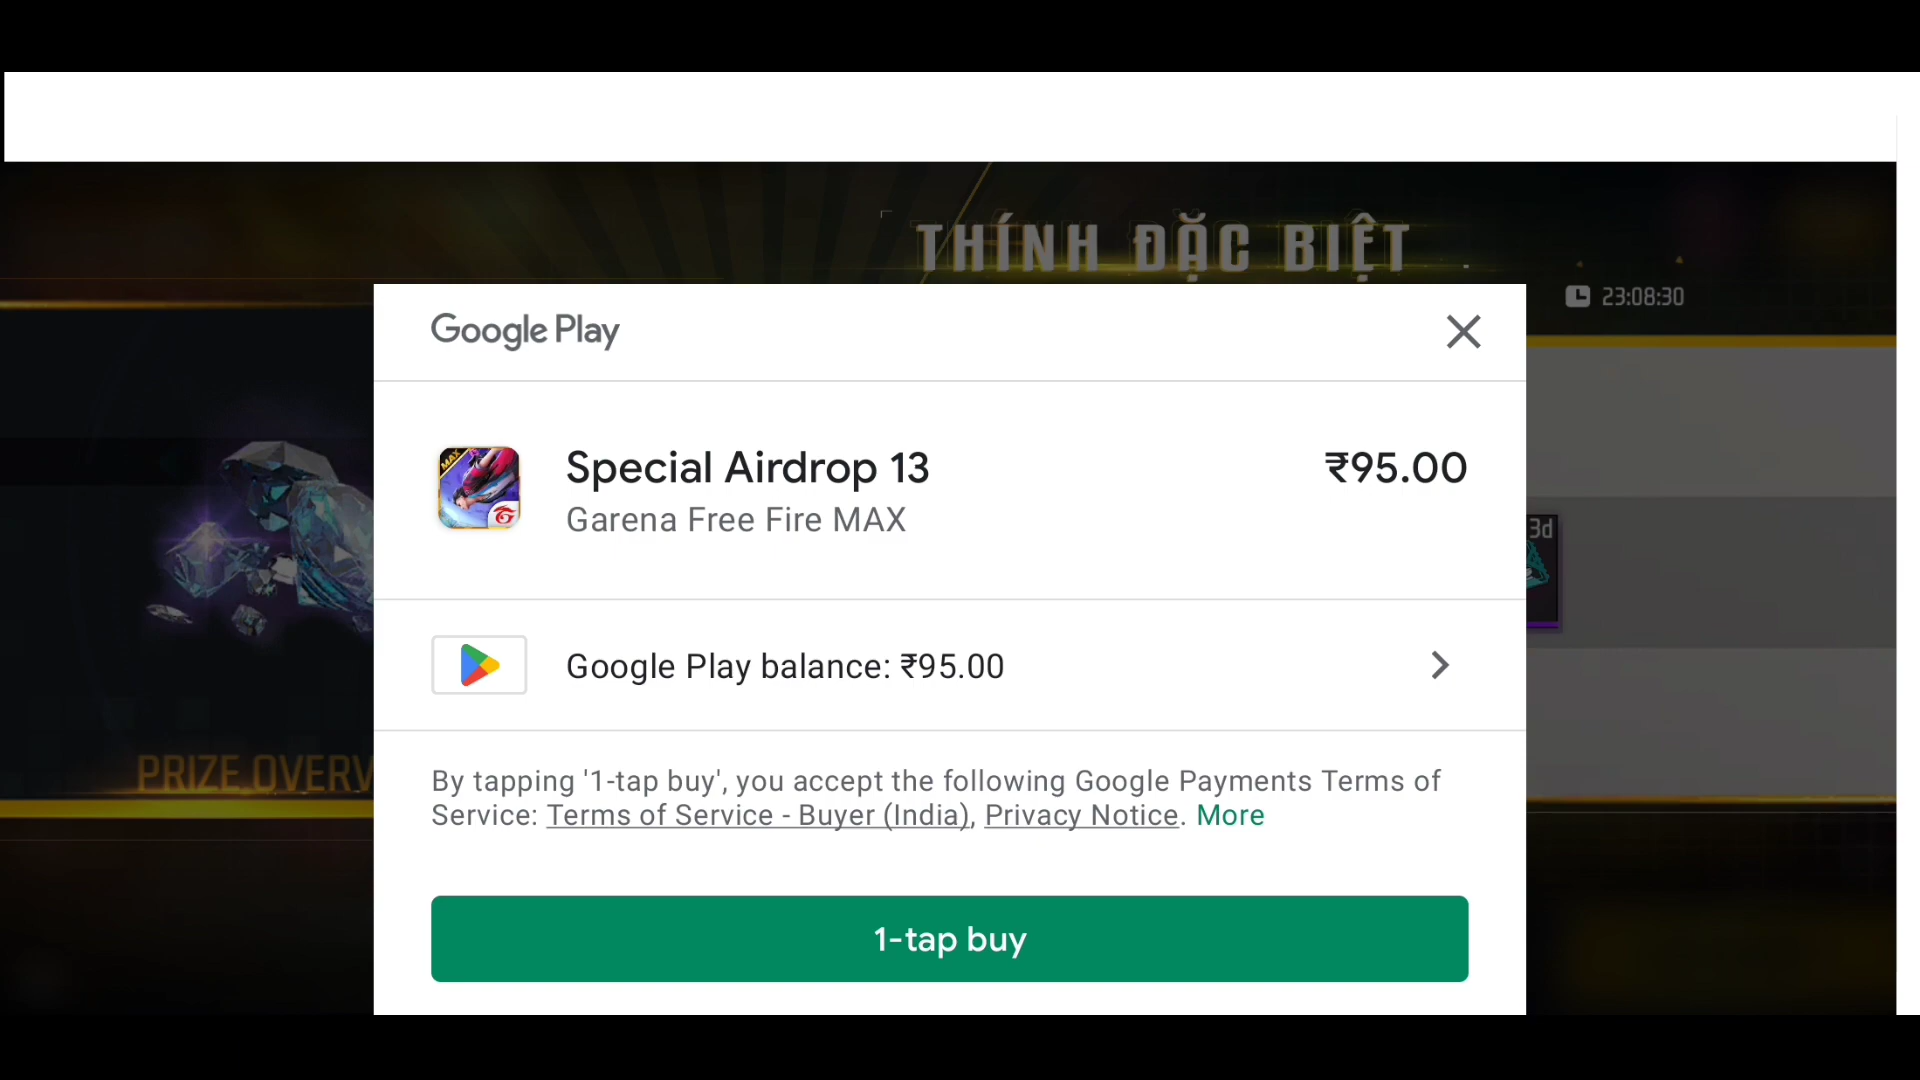 THÍNH ĐẶC BIỆT
23:08:30
Google Play
MAX
Special Airdrop 13
₹95.00
Garena Free Fire MAX
3d
Google Play balance: ₹95.00
PRIZE
By tapping '1-tap buy', you accept the following Google Payments Terms of
Service: Terms of Service - Buyer (India), Privacy Notice. More
1-tap buy